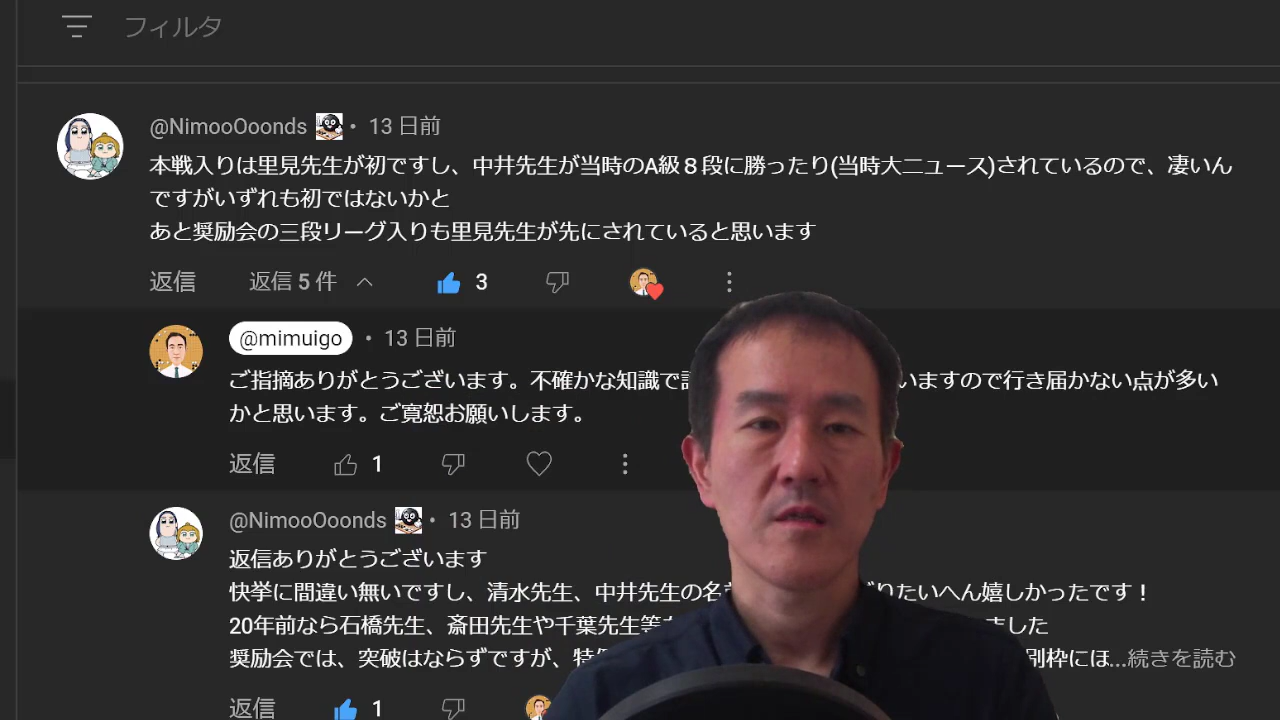 フィルタ
@NimooOoonds • 13 日前
本戦入りは里見先生が初ですし、中井先生が当時のA級８段に勝ったり(当時大ニュース)されているので、凄いん
ですがいずれも初ではないかと
あと奨励会の三段リーグ入りも里見先生が先にされていると思います
返信 返信 5 件 3
@mimuigo • 13 日前
ご指摘ありがとうございます。不確かな知識で いますので行き届かない点が多い
かと思います。ご寛恕お願いします。
返信 1
@NimooOoonds • 13 日前
返信ありがとうございます
快挙に間違い無いですし、清水先生、中井先生の名 りたいへん嬉しかったです！
20年前なら石橋先生、斎田先生や千葉先生等 ました
奨励会では、突破はならずですが、特 別枠にほ...続きを読む
返信 1